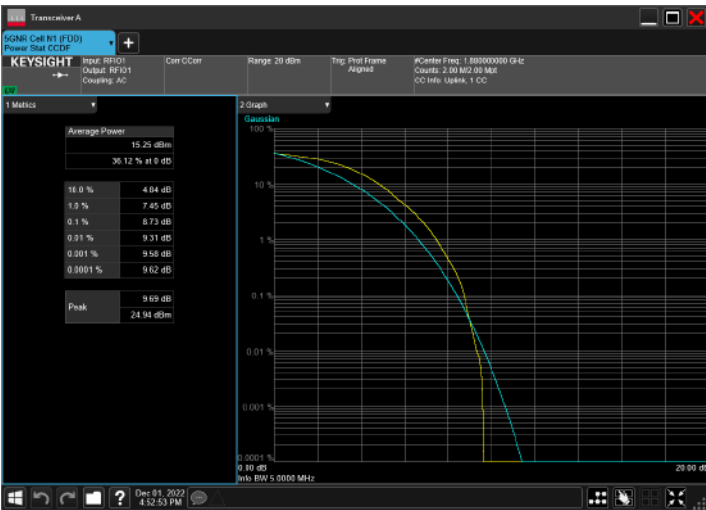 Transceiver A
5GNR Cell N1 (FDD)
Power Stat CCDF
KEYSIGHT
Input: RFIO1
Output: RFIO1
Coupling: AC
Corr CCorr
Range: 20 dBm
Trig: Prot Frame
Aligned
#Center Freq: 1.880000000 GHz
Counts: 2.00 M/2.00 Mpt
CC Info: Uplink, 1 CC
1 Metrics
Average Power
15.25 dBm
36.12 % at 0 dB
10.0 % 4.84 dB
1.0 % 7.45 dB
0.1 % 8.73 dB
0.01 % 9.31 dB
0.001 % 9.58 dB
0.0001 % 9.62 dB
Peak
9.69 dB
24.94 dBm
2 Graph
Gaussian
100 %
10 %
1 %
0.1 %
0.01 %
0.001 %
0.0001 %
0.00 dB
20.00 dB
Info BW 5.0000 MHz
?
Dec 01, 2022
4:52:53 PM